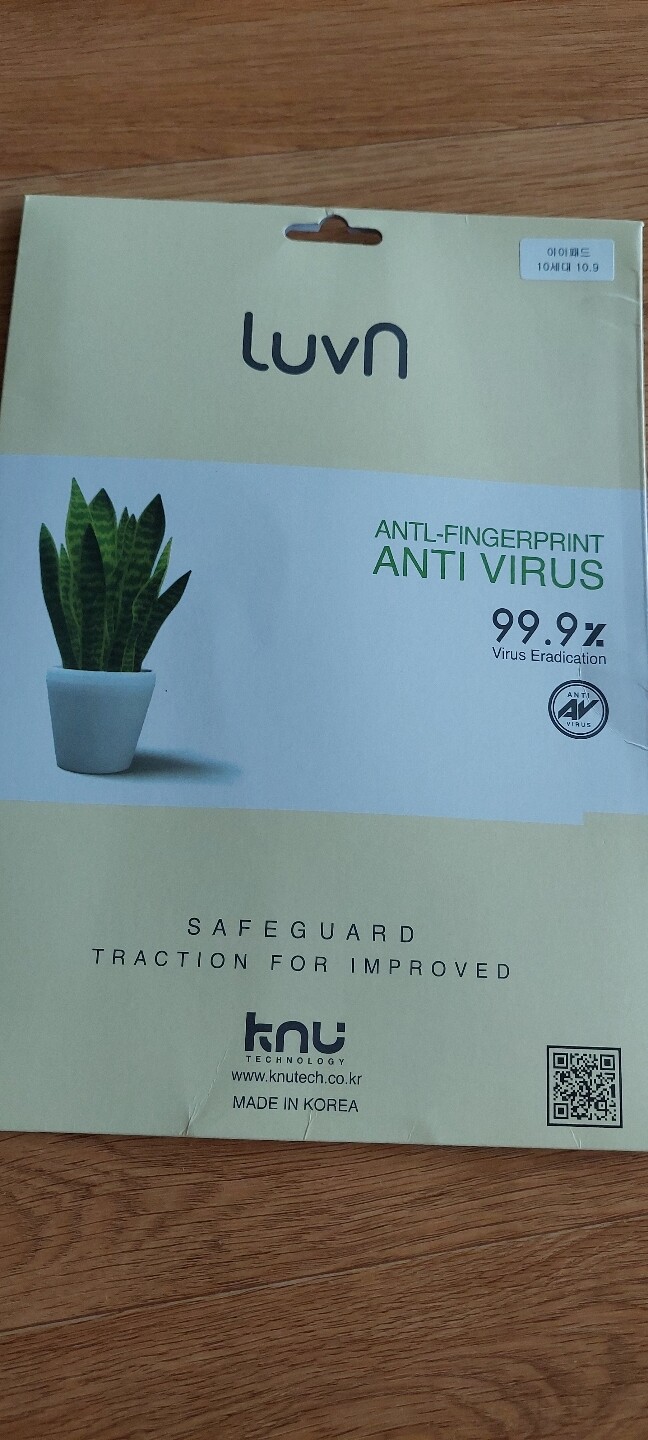 아이패드
10세대 10.9
Luvn
ANTL-FINGERPRINT
ANTI VIRUS
99.9%
Virus Eradication
ANTI
AV
VIRUS
SAFEGUARD
TRACTION FOR IMPROVED
knu
TECHNOLOGY
www.knutech.co.kr
MADE IN KOREA